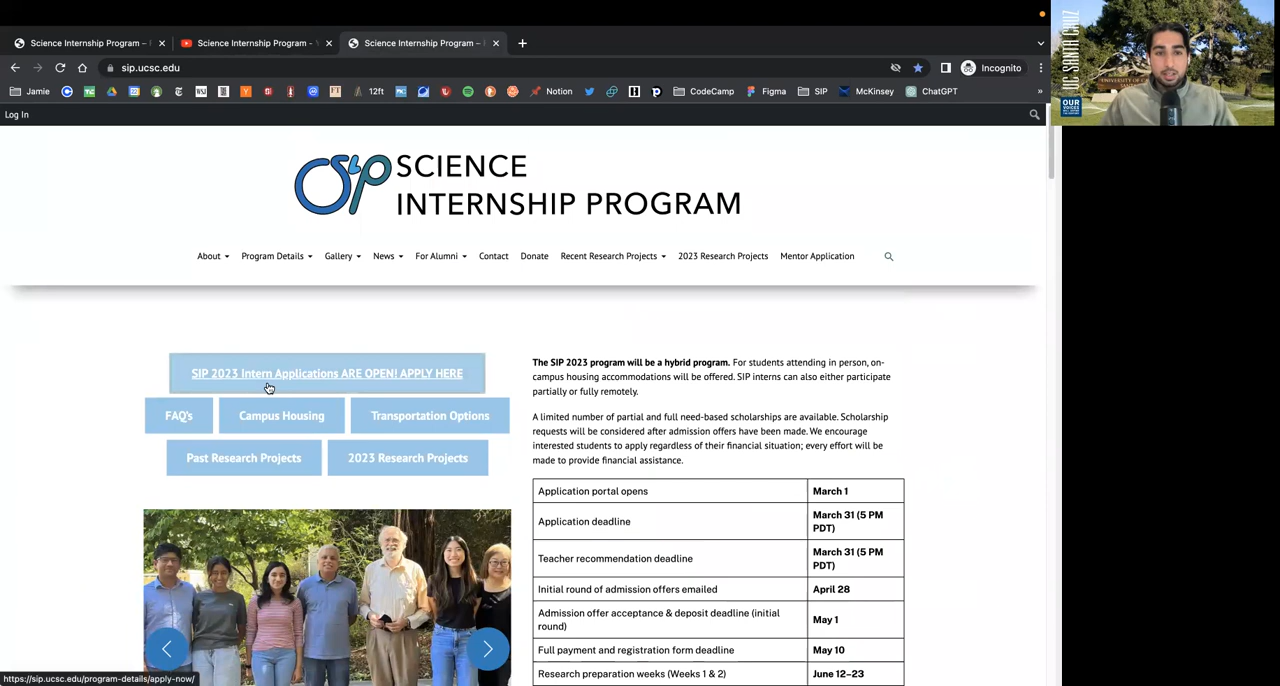 Science Internship Program –
Science Internship Program –
Science Internship Program –
sip.ucsc.edu
Incognito
Jamie
12ft
Notion
CodeCamp
Figma
SIP
McKinsey
ChatGPT
Log In
UC SANTA CRUZ
OUR
SCIENCE
INTERNSHIP PROGRAM
About
Program Details
Gallery
News
For Alumni
Contact
Donate
Recent Research Projects
2023 Research Projects
Mentor Application
SIP 2023 Intern Applications ARE OPEN! APPLY HERE
FAQ's
Campus Housing
Transportation Options
Past Research Projects
2023 Research Projects
The SIP 2023 program will be a hybrid program. For students attending in person, on-
campus housing accommodations will be offered. SIP interns can also either participate
partially or fully remotely.
A limited number of partial and full need-based scholarships are available. Scholarship
requests will be considered after admission offers have been made. We encourage
interested students to apply regardless of their financial situation; every effort will be
made to provide financial assistance.
Application portal opens
March 1
Application deadline
March 31 (5 PM
PDT)
Teacher recommendation deadline
March 31 (5 PM
PDT)
Initial round of admission offers emailed
April 28
Admission offer acceptance & deposit deadline (initial
round)
May 1
Full payment and registration form deadline
May 10
Research preparation weeks (Weeks 1 & 2)
June 12–23
https://sip.ucsc.edu/program-details/apply-now/